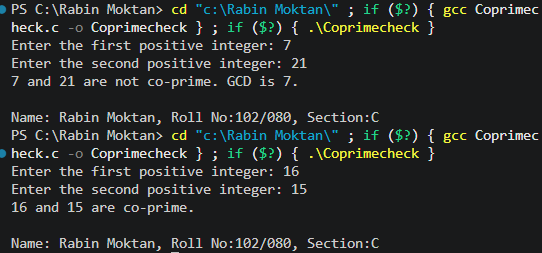 PS C:\Rabin Moktan> cd "c:\Rabin Moktan\" ; if ($?) { gcc Coprimec
heck.c -o Coprimecheck } ; if ($?) { .\Coprimecheck }
Enter the first positive integer: 7
Enter the second positive integer: 21
7 and 21 are not co-prime. GCD is 7.

Name: Rabin Moktan, Roll No:102/080, Section:C
PS C:\Rabin Moktan> cd "c:\Rabin Moktan\" ; if ($?) { gcc Coprimec
heck.c -o Coprimecheck } ; if ($?) { .\Coprimecheck }
Enter the first positive integer: 16
Enter the second positive integer: 15
16 and 15 are co-prime.

Name: Rabin Moktan, Roll No:102/080, Section:C